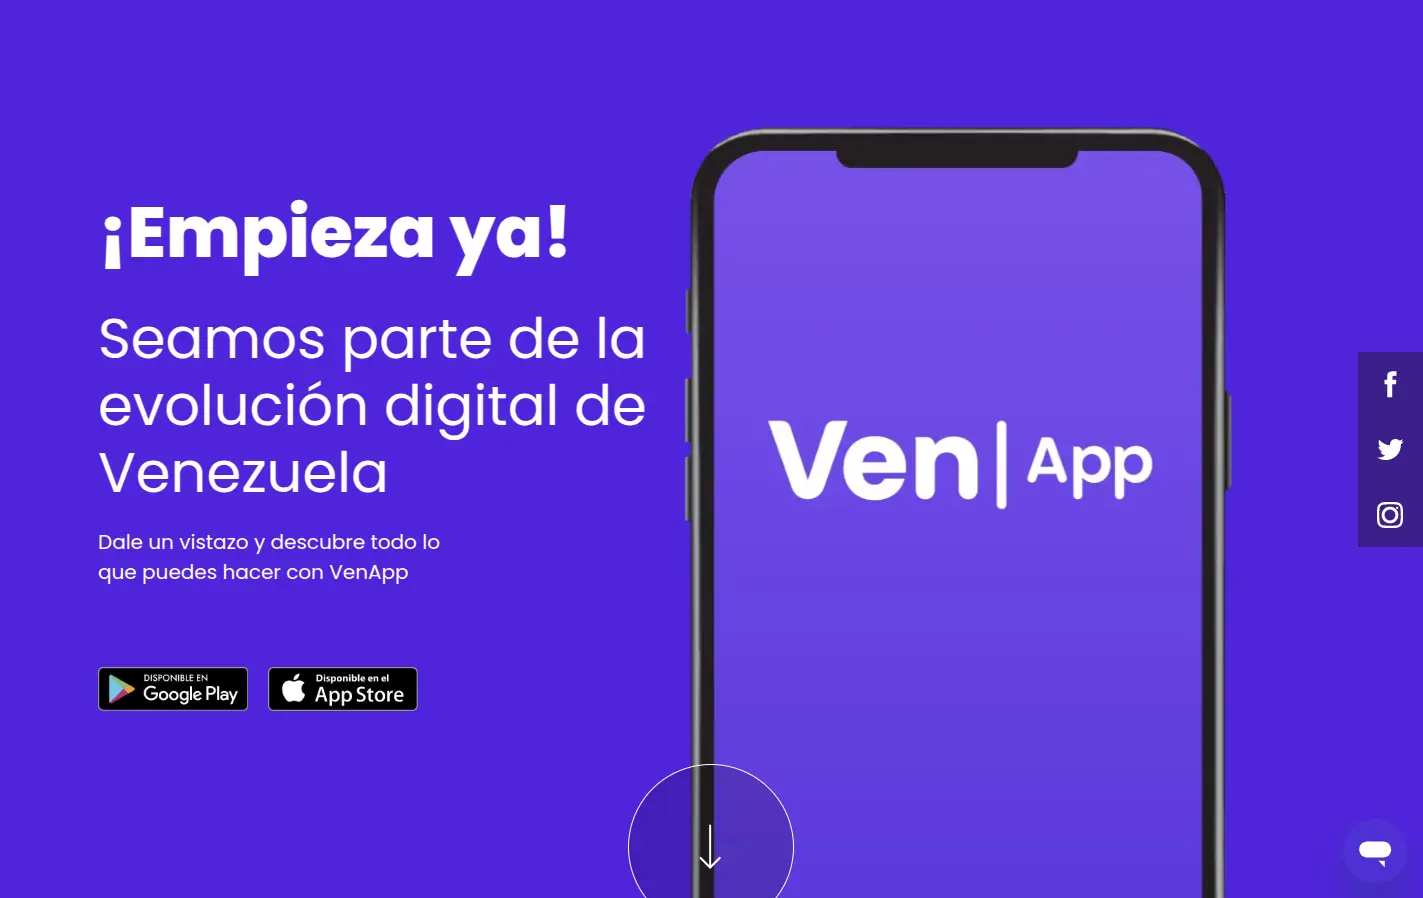 ¡Empieza ya!
Seamos parte de la
evolución digital de
Venezuela
Dale un vistazo y descubre todo lo
que puedes hacer con VenApp
DISPONIBLE EN
Google Play
Disponible en el
App Store
Ven | App